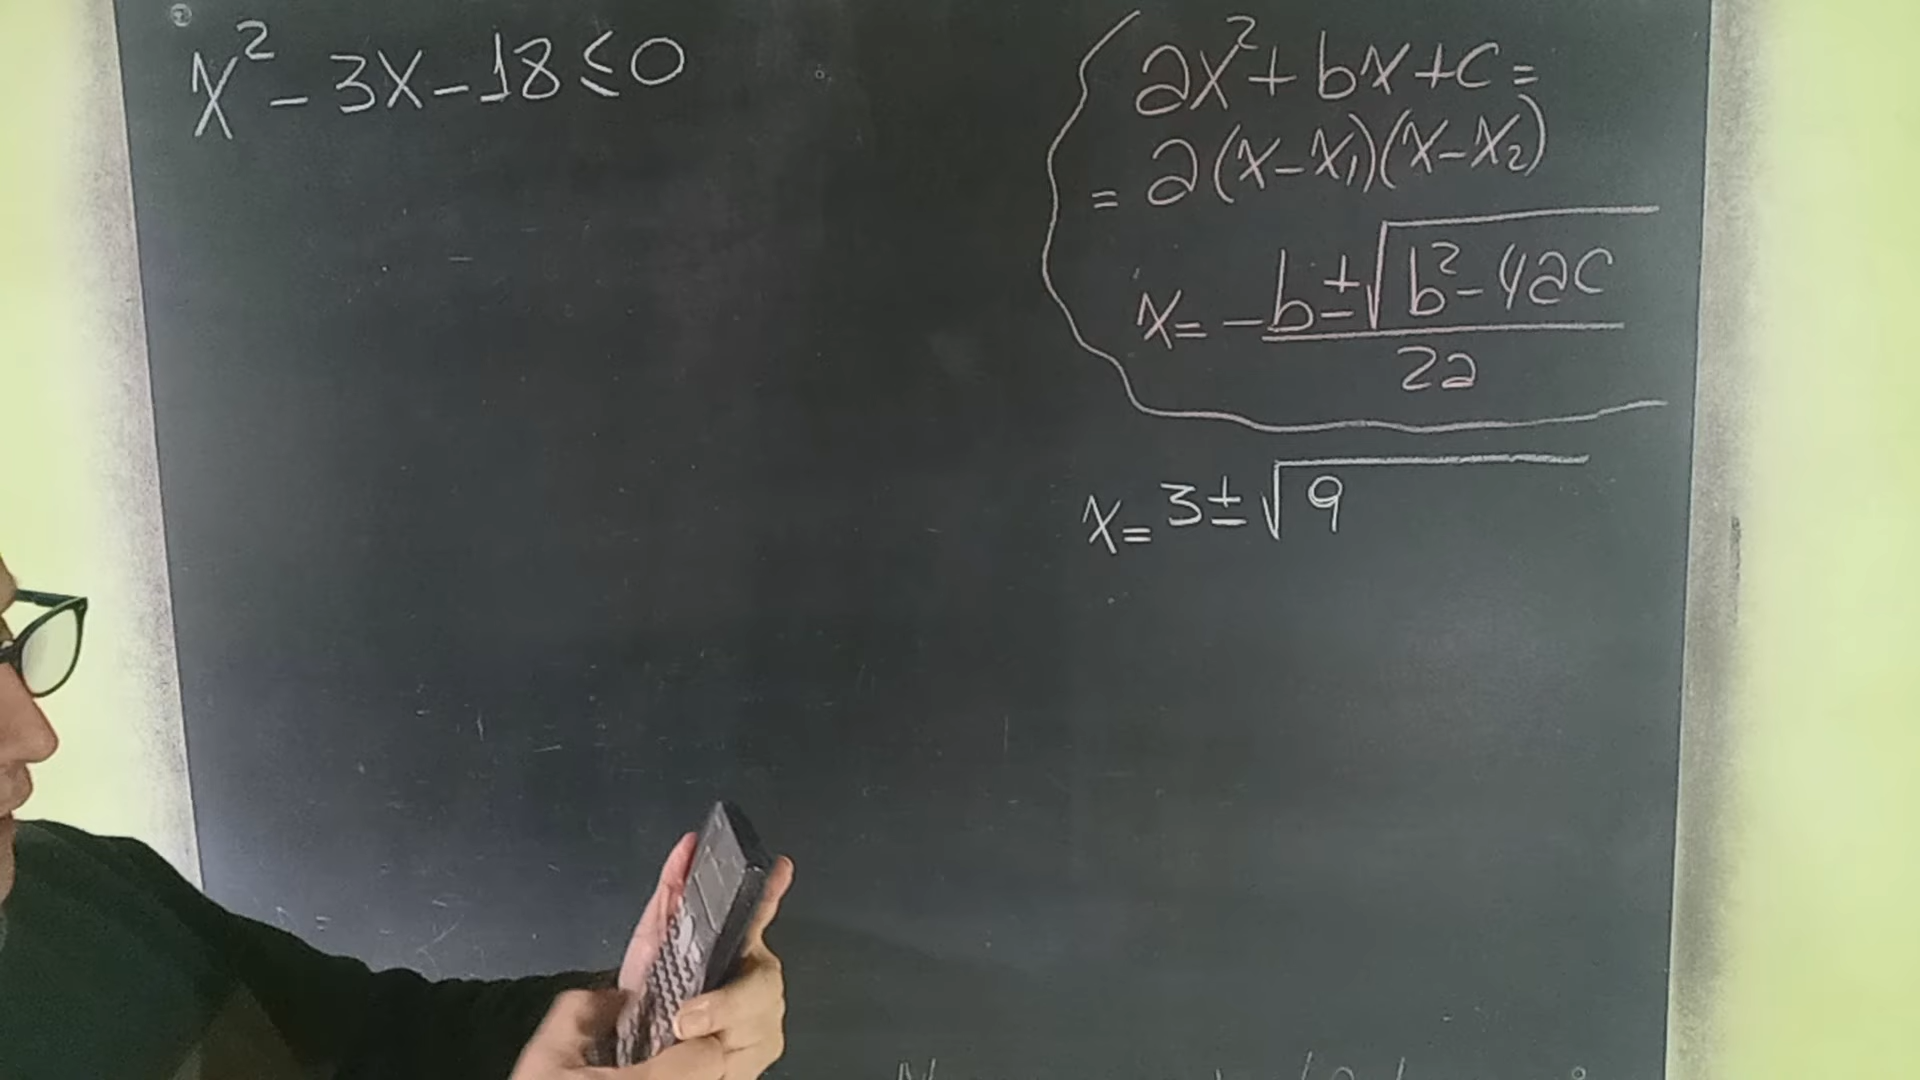 x² - 3x - 18 ≤ 0
ax² + bx + c =
= a(x - x₁)(x - x₂)
x = -b ± √(b² - 4ac) / 2a
x = 3 ± √9